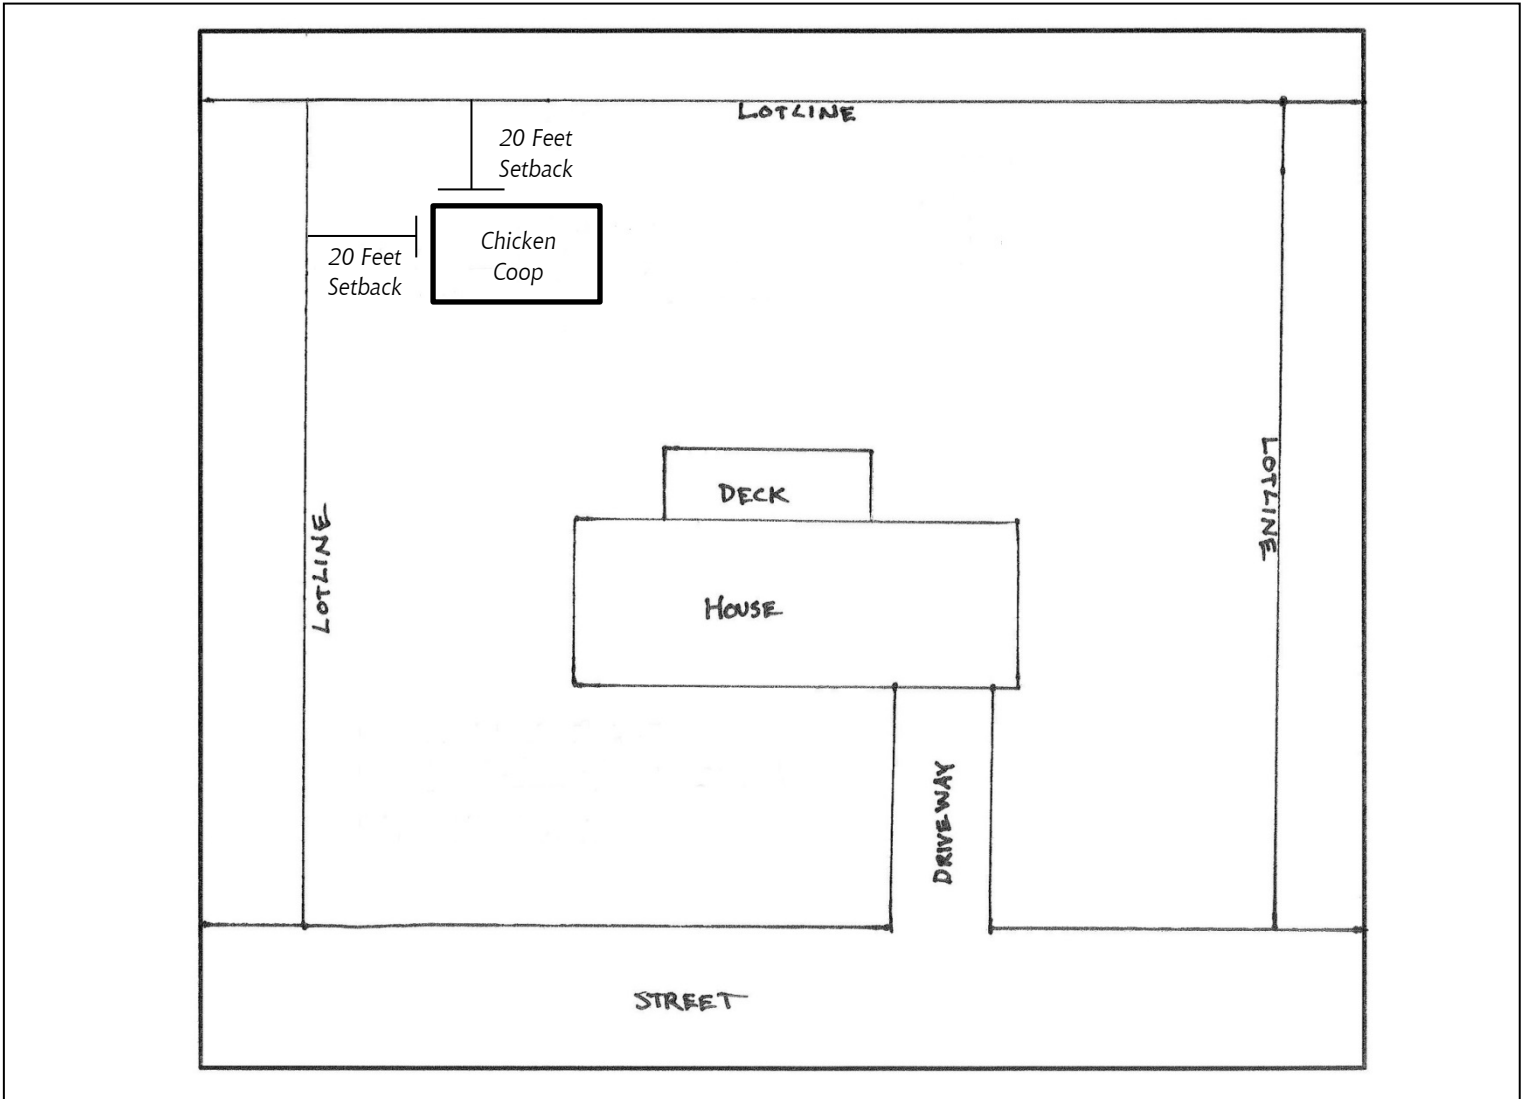 LOTLINE
20 Feet
Setback
Chicken
Coop
20 Feet
Setback
LOTLINE
DECK
LOTLINE
HOUSE
DRIVEWAY
STREET